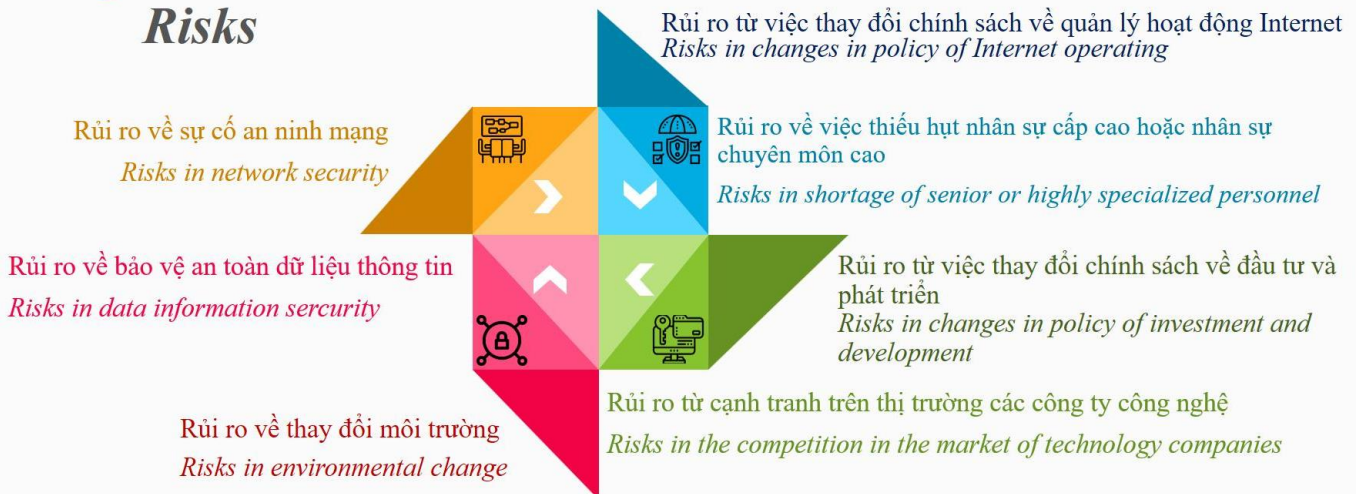 Risks
Rủi ro từ việc thay đổi chính sách về quản lý hoạt động Internet
Risks in changes in policy of Internet operating
Rủi ro về sự cố an ninh mạng
Risks in network security
Rủi ro về việc thiếu hụt nhân sự cấp cao hoặc nhân sự
chuyên môn cao
Risks in shortage of senior or highly specialized personnel
Rủi ro về bảo vệ an toàn dữ liệu thông tin
Risks in data information sercurity
Rủi ro từ việc thay đổi chính sách về đầu tư và
phát triển
Risks in changes in policy of investment and
development
Rủi ro về thay đổi môi trường
Risks in environmental change
Rủi ro từ cạnh tranh trên thị trường các công ty công nghệ
Risks in the competition in the market of technology companies